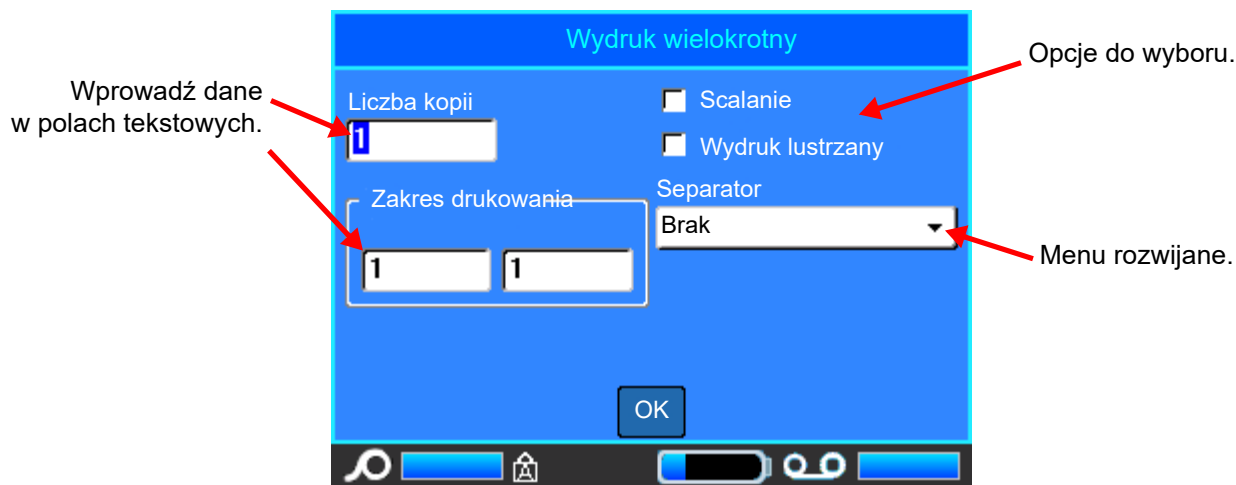 Wydruk wielokrotny
Opcje do wyboru.
Wprowadź dane
w polach tekstowych.
Liczba kopii
1
Scalanie
Wydruk lustrzany
Zakres drukowania
1 1
Separator
Brak
Menu rozwijane.
OK
A